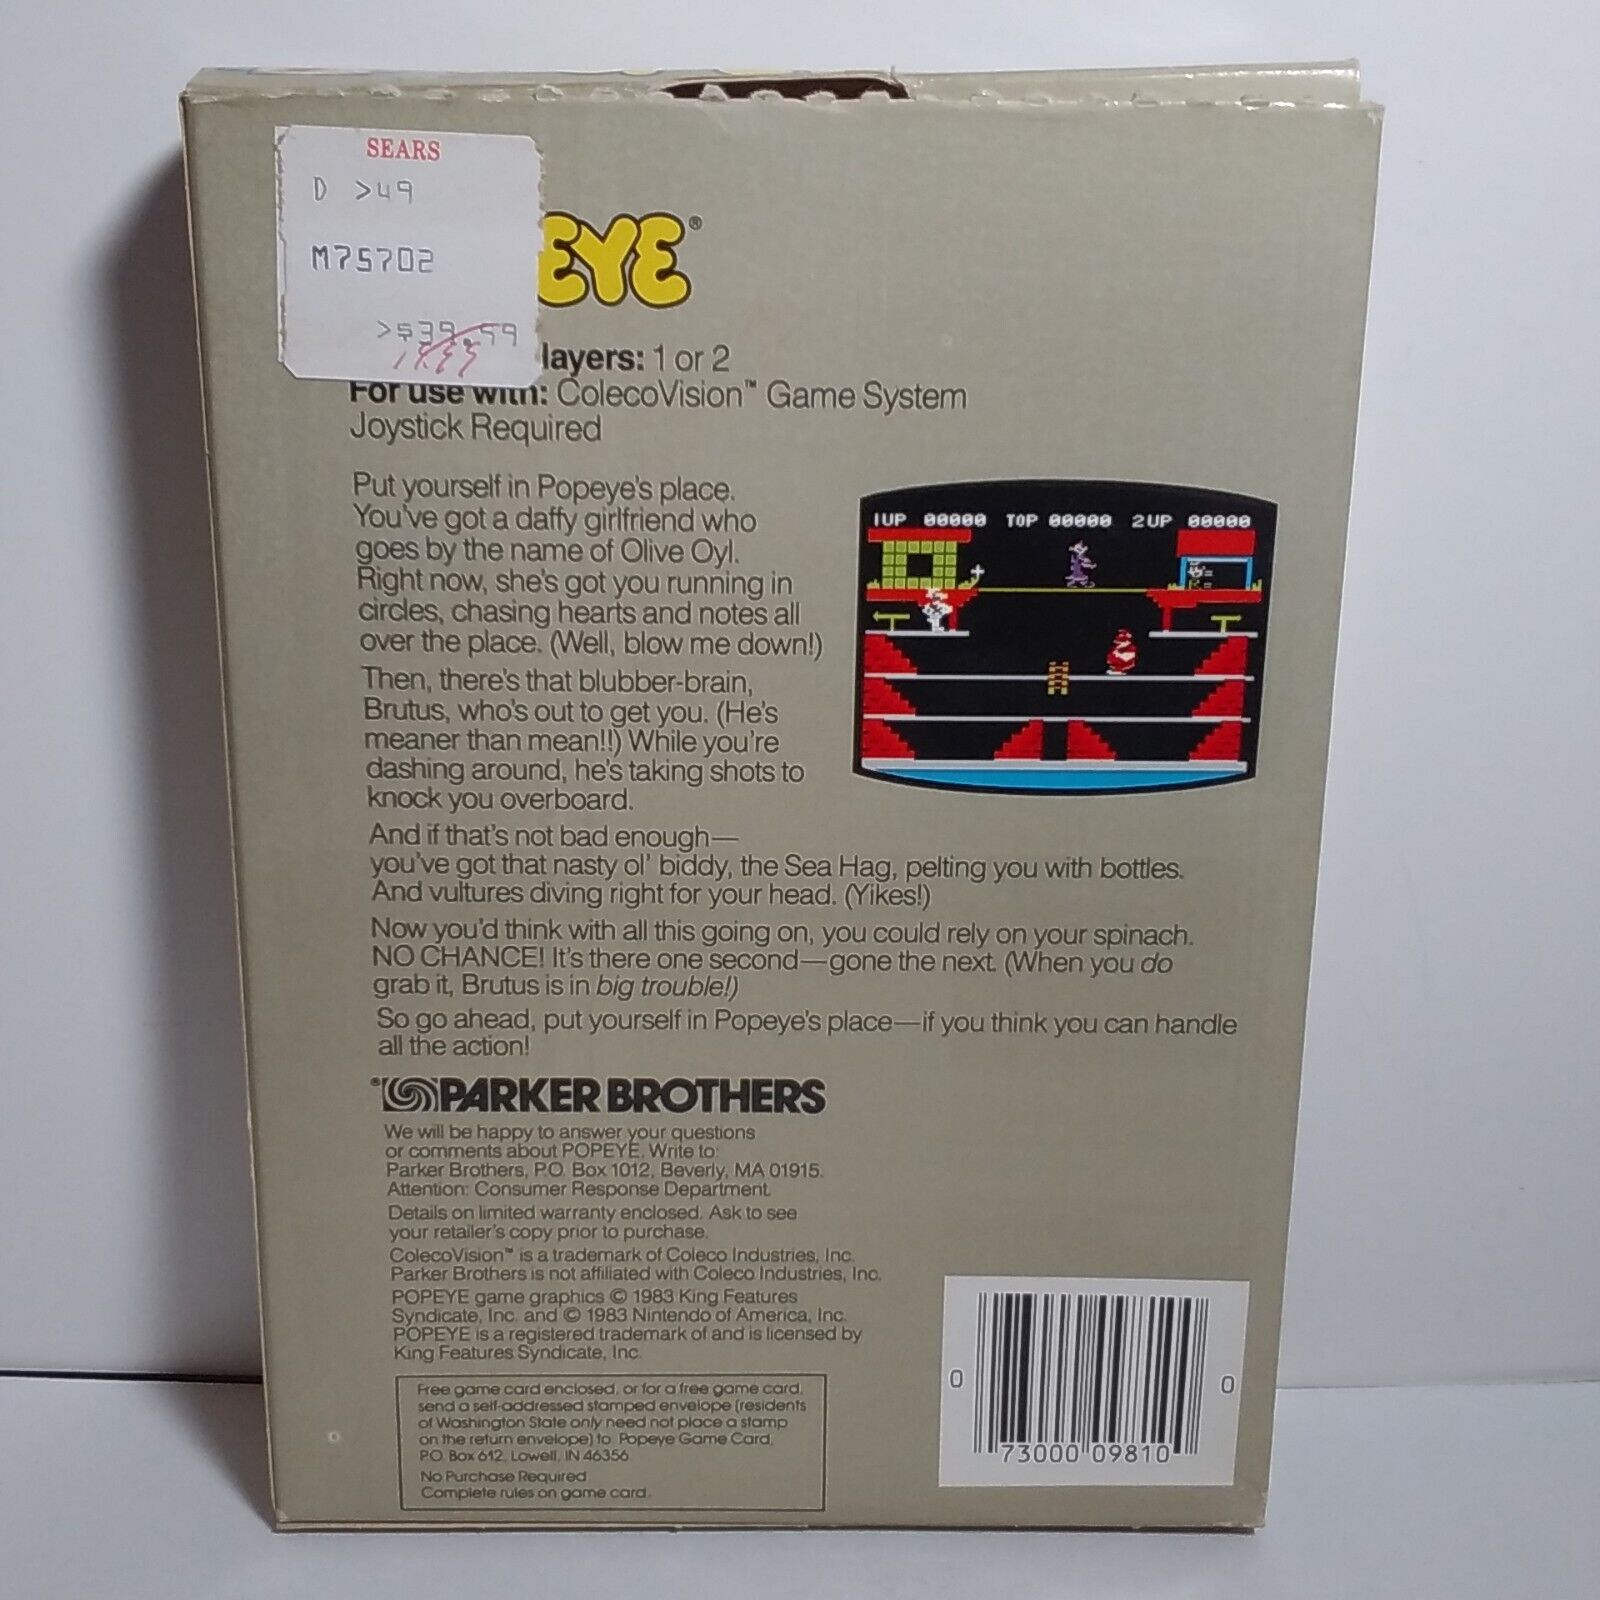 SEARS
D >49
M75702
>$39.99
EYE®
layers: 1 or 2
For use with: ColecoVision™ Game System
Joystick Required
Put yourself in Popeye's place.
You've got a daffy girlfriend who
goes by the name of Olive Oyl.
Right now, she's got you running in
circles, chasing hearts and notes all
over the place. (Well, blow me down!)
Then, there's that blubber-brain,
Brutus, who's out to get you. (He's
meaner than mean!!) While you're
dashing around, he's taking shots to
knock you overboard.
1UP 00000 TOP 00000 2UP 00000
And if that's not bad enough—
you've got that nasty ol' biddy, the Sea Hag, pelting you with bottles.
And vultures diving right for your head. (Yikes!)
Now you'd think with all this going on, you could rely on your spinach.
NO CHANCE! It's there one second—gone the next. (When you do
grab it, Brutus is in big trouble!)
So go ahead, put yourself in Popeye's place—if you think you can handle
all the action!
® PARKER BROTHERS
We will be happy to answer your questions
or comments about POPEYE. Write to:
Parker Brothers, P.O. Box 1012, Beverly, MA 01915.
Attention: Consumer Response Department.
Details on limited warranty enclosed. Ask to see
your retailer's copy prior to purchase.
ColecoVision™ is a trademark of Coleco Industries, Inc.
Parker Brothers is not affiliated with Coleco Industries, Inc.
POPEYE game graphics © 1983 King Features
Syndicate, Inc. and © 1983 Nintendo of America, Inc.
POPEYE is a registered trademark of and is licensed by
King Features Syndicate, Inc.
Free game card enclosed, or for a free game card,
send a self-addressed stamped envelope (residents
of Washington State only need not place a stamp
on the return envelope) to: Popeye Game Card,
P.O. Box 612, Lowell, IN 46356.
No Purchase Required.
Complete rules on game card.
0 73000 09810 0